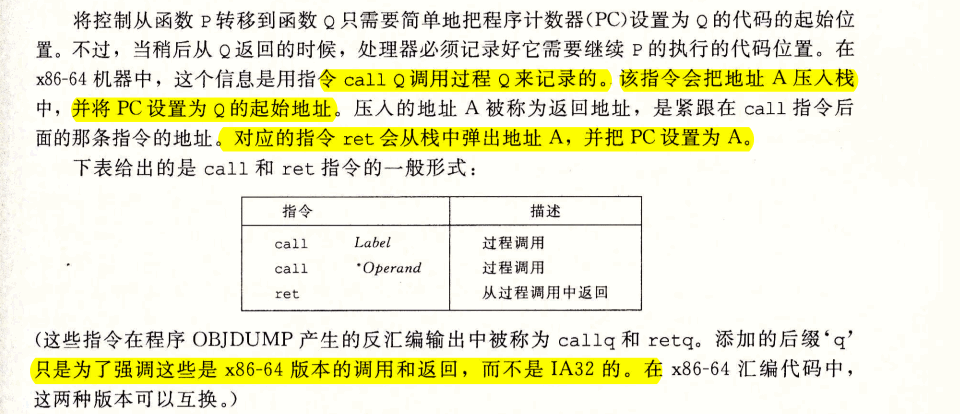 将控制从函数 P 转移到函数 Q 只需要简单地把程序计数器(PC)设置为 Q 的代码的起始位
置。不过，当稍后从 Q 返回的时候，处理器必须记录好它需要继续 P 的执行的代码位置。在
x86-64 机器中，这个信息是用指令 call Q 调用过程 Q 来记录的。该指令会把地址 A 压入栈
中，并将 PC 设置为 Q 的起始地址。压入的地址 A 被称为返回地址，是紧跟在 call 指令后
面的那条指令的地址。对应的指令 ret 会从栈中弹出地址 A，并把 PC 设置为 A。
下表给出的是 call 和 ret 指令的一般形式：
指令 描述
call Label 过程调用
call *Operand 过程调用
ret 从过程调用中返回
(这些指令在程序 OBJDUMP 产生的反汇编输出中被称为 callq 和 retq。添加的后缀‘q’
只是为了强调这些是 x86-64 版本的调用和返回，而不是 IA32 的。在 x86-64 汇编代码中，
这两种版本可以互换。)